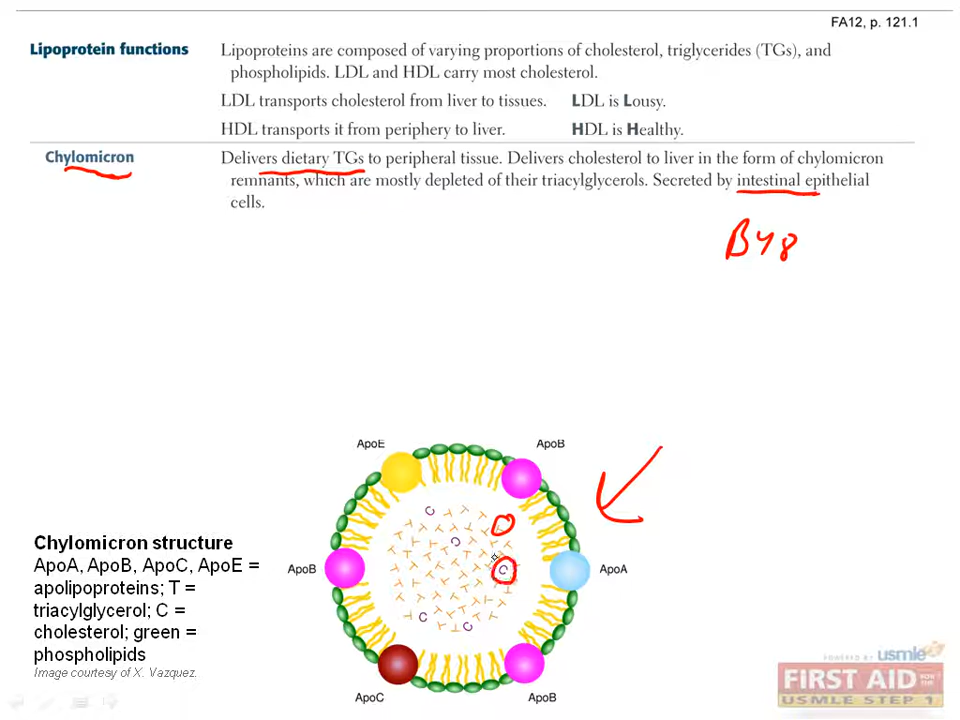 FA12, p. 121.1
Lipoprotein functions
Lipoproteins are composed of varying proportions of cholesterol, triglycerides (TGs), and
phospholipids. LDL and HDL carry most cholesterol.
LDL transports cholesterol from liver to tissues. LDL is Lousy.
HDL transports it from periphery to liver. HDL is Healthy.
Chylomicron
Delivers dietary TGs to peripheral tissue. Delivers cholesterol to liver in the form of chylomicron
remnants, which are mostly depleted of their triacylglycerols. Secreted by intestinal epithelial
cells.
B48
ApoE
ApoB
ApoB
ApoA
ApoC
ApoB
C
C
C
C
C
Chylomicron structure
ApoA, ApoB, ApoC, ApoE =
apolipoproteins; T =
triacylglycerol; C =
cholesterol; green =
phospholipids
Image courtesy of X. Vazquez.
POWERED BY usmle
FIRST AID FOR THE
USMLE STEP 1